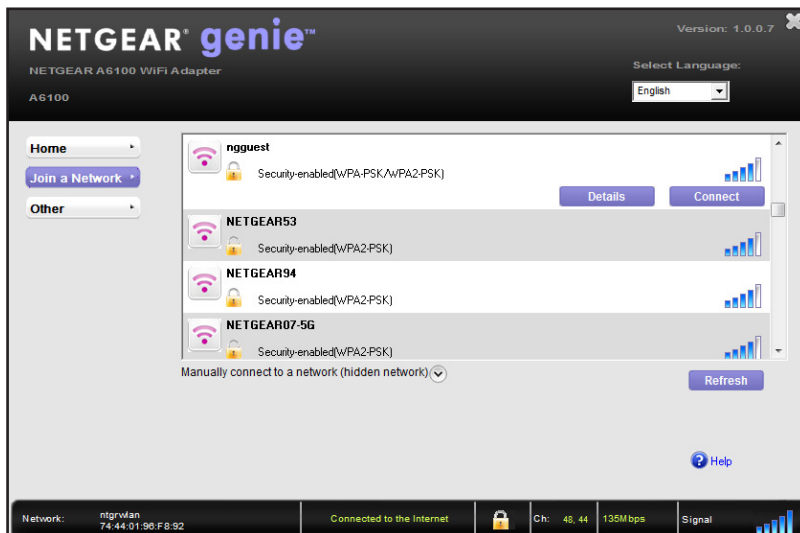 NETGEAR® genie™
Version: 1.0.0.7
NETGEAR A6100 WiFi Adapter
Select Language:
A6100
English
Home
Join a Network
Other
ngguest
Security-enabled(WPA-PSK/WPA2-PSK)
Details
Connect
NETGEAR53
Security-enabled(WPA2-PSK)
NETGEAR94
Security-enabled(WPA2-PSK)
NETGEAR07-5G
Security-enabled(WPA2-PSK)
Manually connect to a network (hidden network)
Refresh
? Help
Network: ntgrwlan
74:44:01:96:F8:92
Connected to the Internet
Ch: 48, 44
135Mbps
Signal